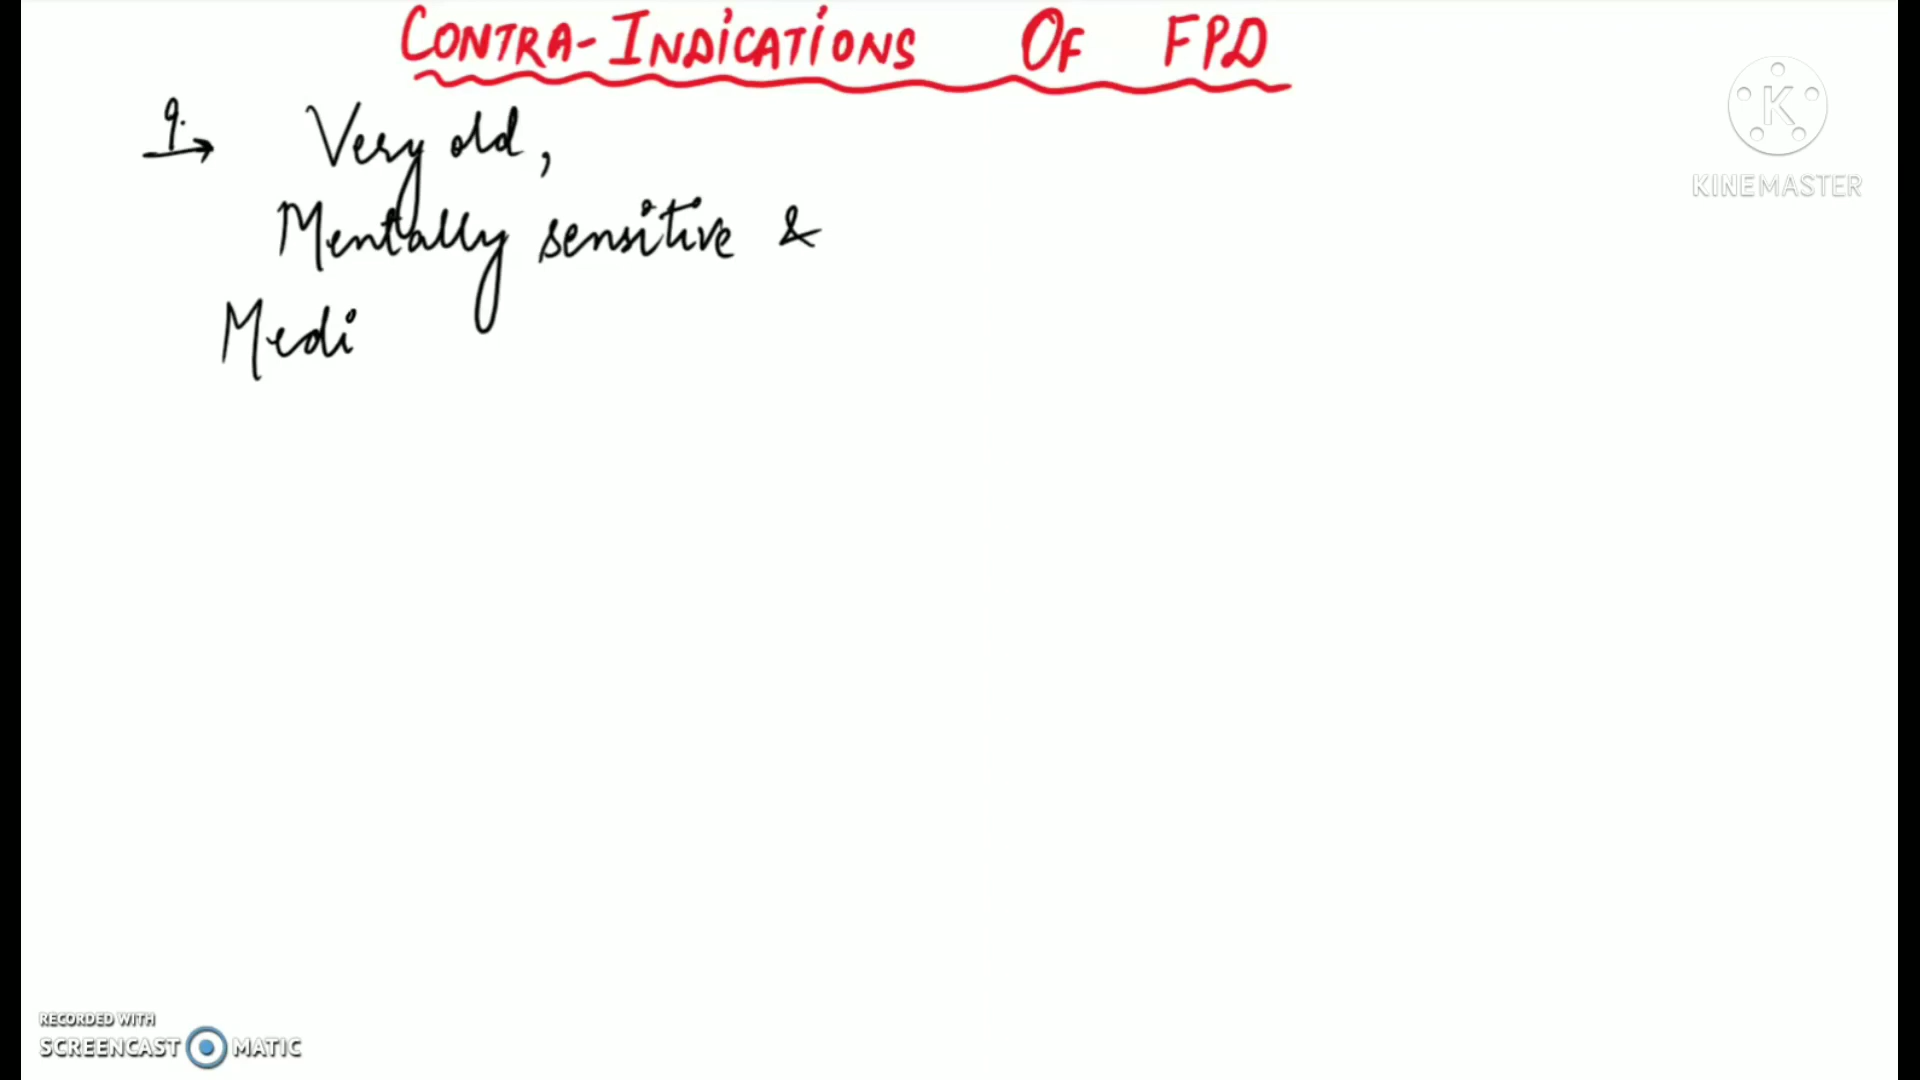 CONTRA-INDICATIONS OF FPD
9.
Very old,
Mentally sensitive &
Medi
K
KINEMASTER
RECORDED WITH
SCREENCAST MATIC